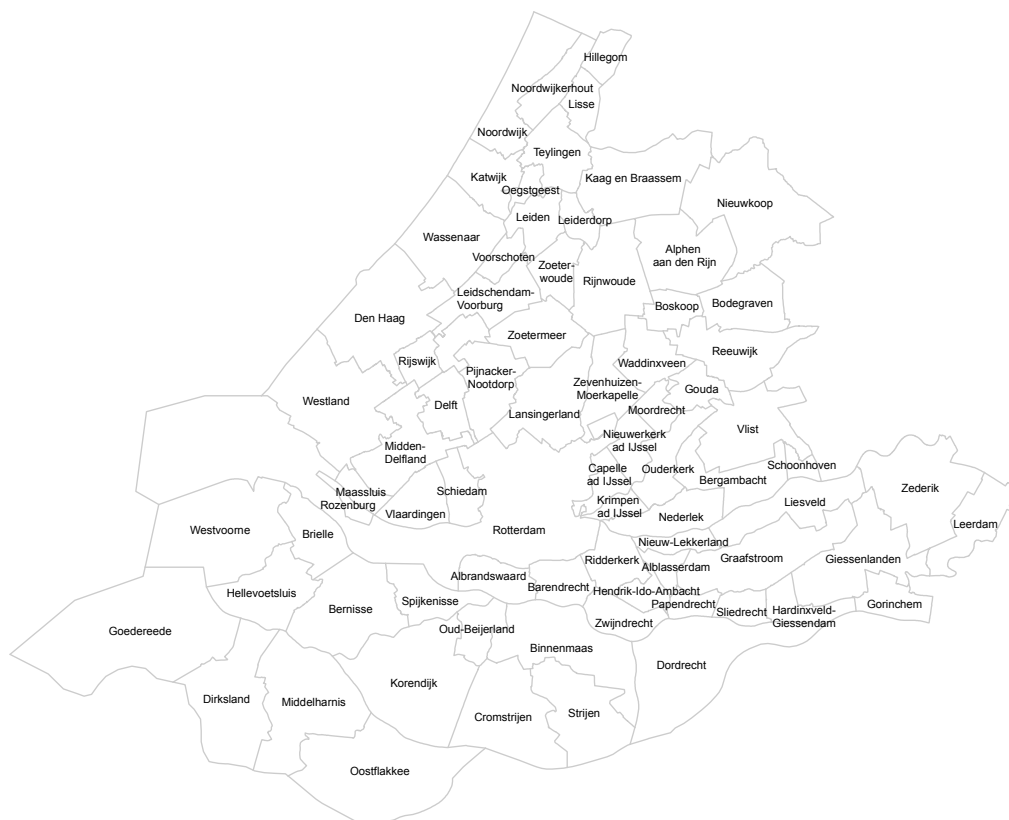 Hillegom
Noordwijkerhout
Lisse
Noordwijk
Teylingen
Katwijk
Kaag en Braassem
Oegstgeest
Nieuwkoop
Leiden
Leiderdorp
Wassenaar
Alphen
aan den Rijn
Voorschoten
Zoeter-
woude
Rijnwoude
Leidschendam-
Voorburg
Boskoop
Bodegraven
Den Haag
Zoetermeer
Rijswijk
Waddinxveen
Reeuwijk
Pijnacker-
Nootdorp
Zevenhuizen-
Moerkapelle
Gouda
Westland
Delft
Lansingerland
Moordrecht
Vlist
Nieuwerkerk
ad IJssel
Midden-
Delfland
Capelle
ad IJssel
Ouderkerk
Schoonhoven
Bergambacht
Maassluis
Rozenburg
Schiedam
Zederik
Krimpen
ad IJssel
Liesveld
Vlaardingen
Nederlek
Leerdam
Westvoorne
Brielle
Rotterdam
Nieuw-Lekkerland
Graafstroom
Giessenlanden
Ridderkerk
Alblasserdam
Albrandswaard
Barendrecht
Hendrik-Ido-Ambacht
Hellevoetsluis
Spijkenisse
Papendrecht
Sliedrecht
Hardinxveld-
Giessendam
Gorinchem
Bernisse
Zwijndrecht
Goedereede
Oud-Beijerland
Binnenmaas
Dordrecht
Korendijk
Dirksland
Middelharnis
Cromstrijen
Strijen
Oostflakkee